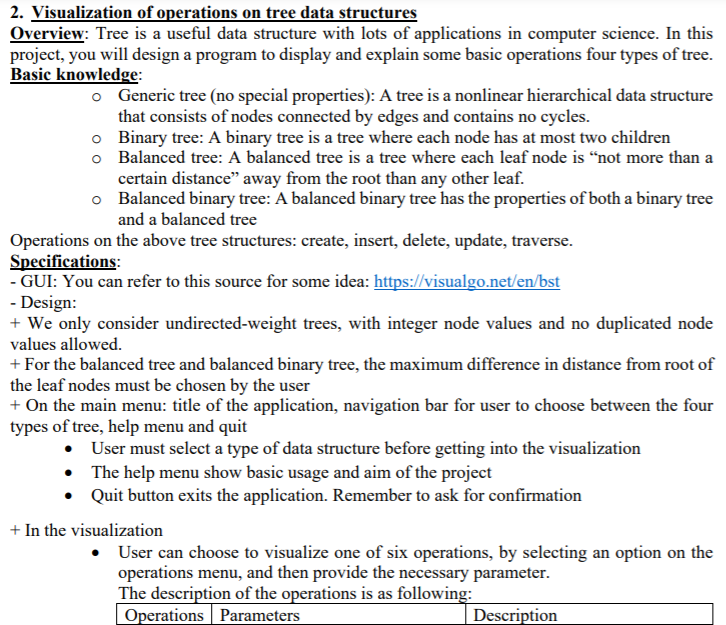 2. Visualization of operations on tree data structures
Overview: Tree is a useful data structure with lots of applications in computer science. In this
project, you will design a program to display and explain some basic operations four types of tree.
Basic knowledge:
o Generic tree (no special properties): A tree is a nonlinear hierarchical data structure
that consists of nodes connected by edges and contains no cycles.
o Binary tree: A binary tree is a tree where each node has at most two children
o Balanced tree: A balanced tree is a tree where each leaf node is “not more than a
certain distance” away from the root than any other leaf.
o Balanced binary tree: A balanced binary tree has the properties of both a binary tree
and a balanced tree
Operations on the above tree structures: create, insert, delete, update, traverse.
Specifications:
- GUI: You can refer to this source for some idea: https://visualgo.net/en/bst
- Design:
+ We only consider undirected-weight trees, with integer node values and no duplicated node
values allowed.
+ For the balanced tree and balanced binary tree, the maximum difference in distance from root of
the leaf nodes must be chosen by the user
+ On the main menu: title of the application, navigation bar for user to choose between the four
types of tree, help menu and quit
• User must select a type of data structure before getting into the visualization
• The help menu show basic usage and aim of the project
• Quit button exits the application. Remember to ask for confirmation
+ In the visualization
• User can choose to visualize one of six operations, by selecting an option on the
operations menu, and then provide the necessary parameter.
The description of the operations is as following:
Operations Parameters Description